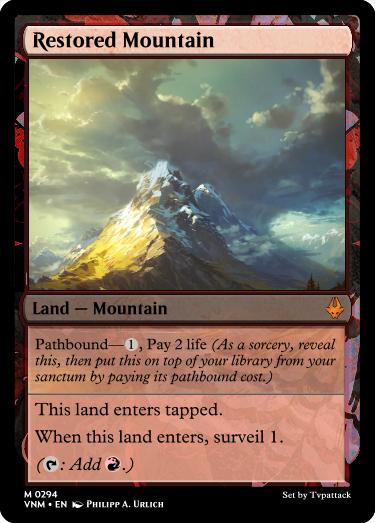 Restored Mountain
Land — Mountain
Pathbound—1, Pay 2 life (As a sorcery, reveal
this, then put this on top of your library from your
sanctum by paying its pathbound cost.)
This land enters tapped.
When this land enters, surveil 1.
(: Add .)
M 0294
VNM • EN Philipp A. Urlich
Set by Tvpattack